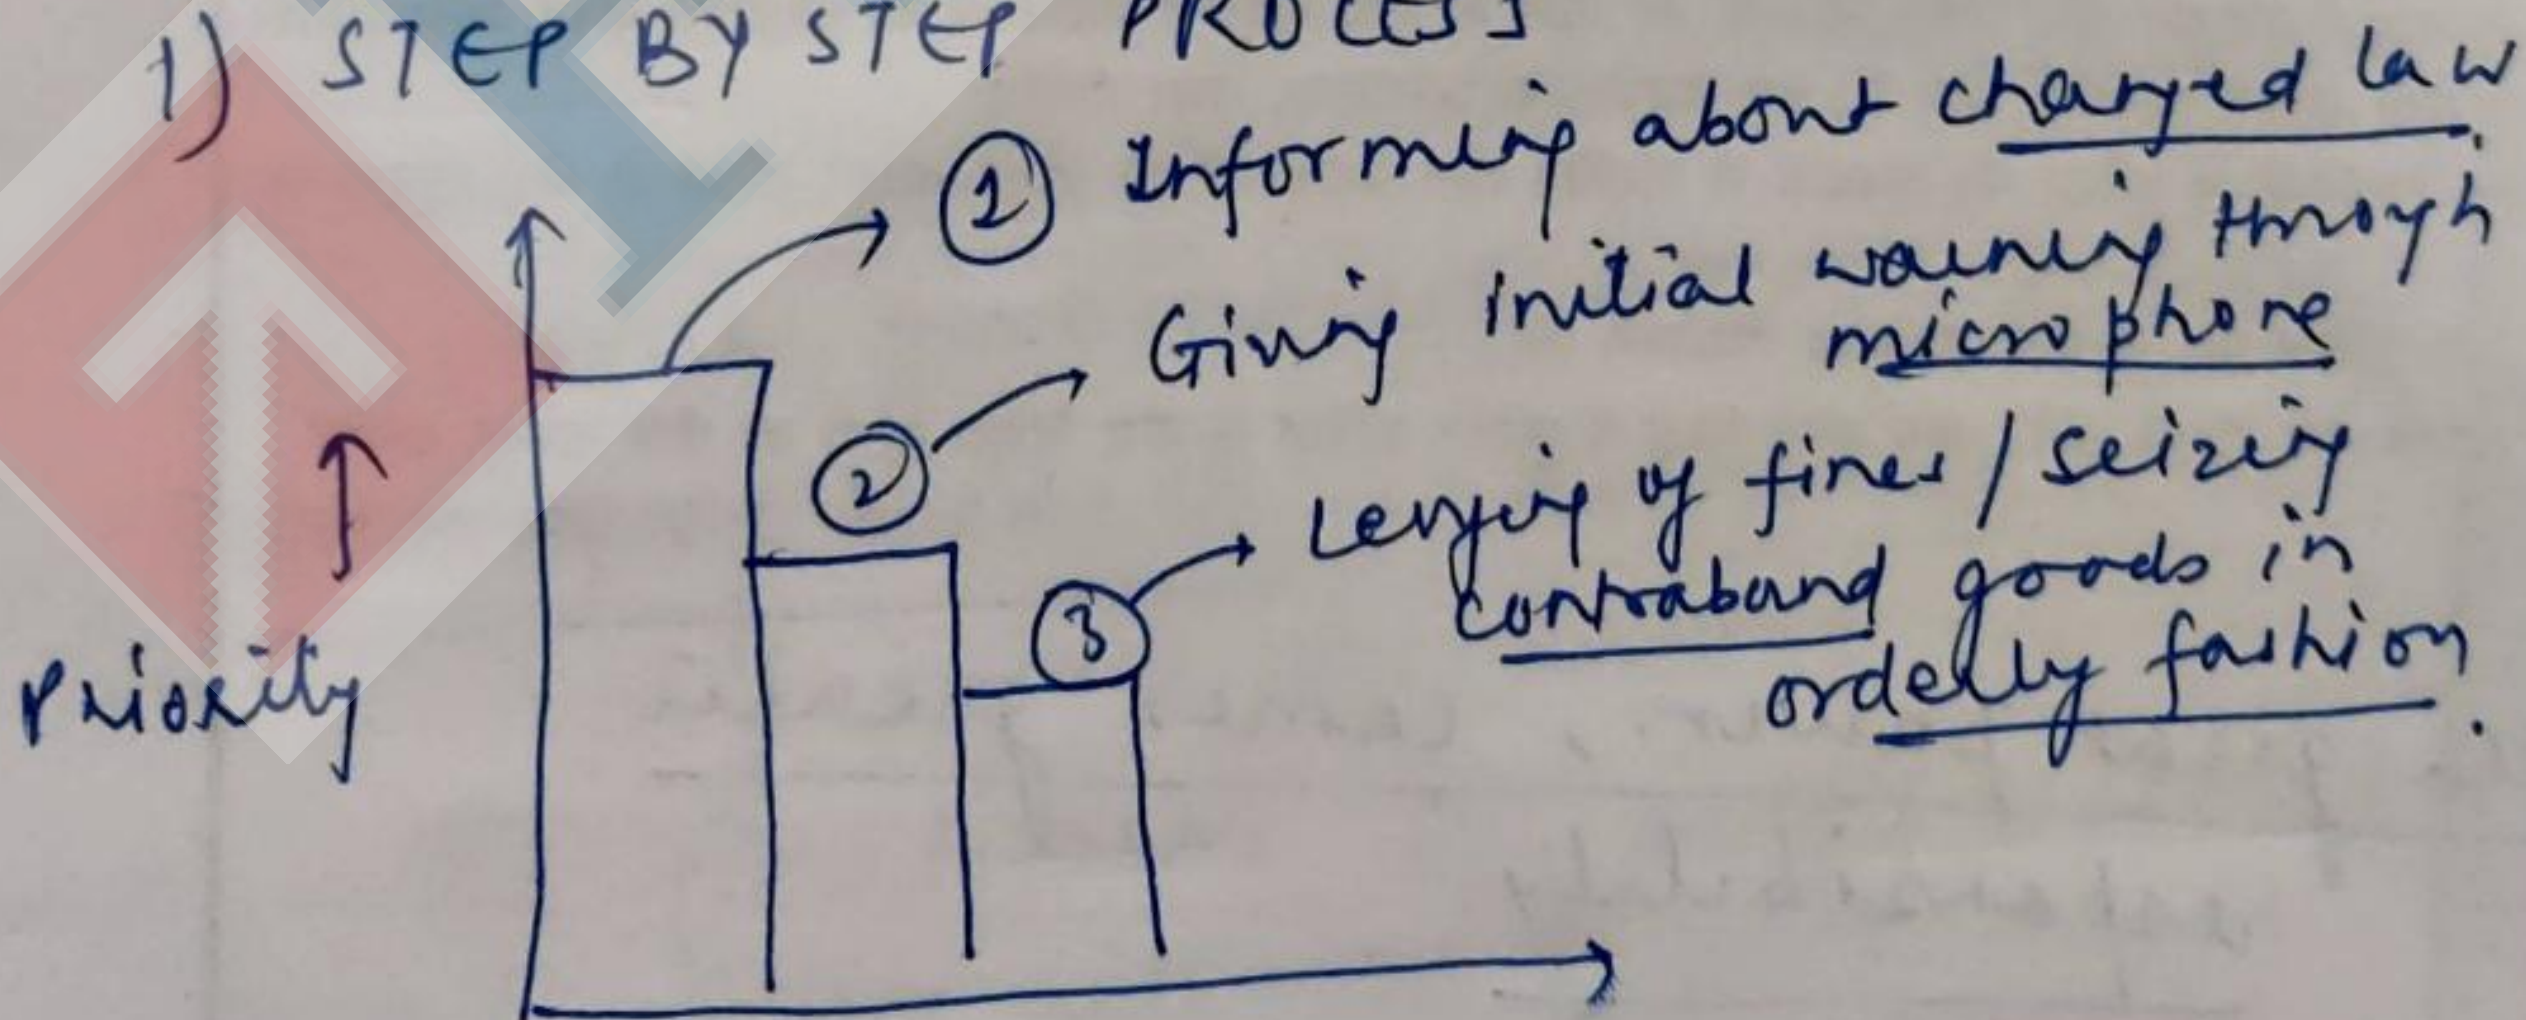 1) STEP BY STEP PROCESS
① Informing about changed law.
Giving initial warning through
microphone
②
Levying of fines / seizing
contraband goods in
③
orderly fashion.
Priority